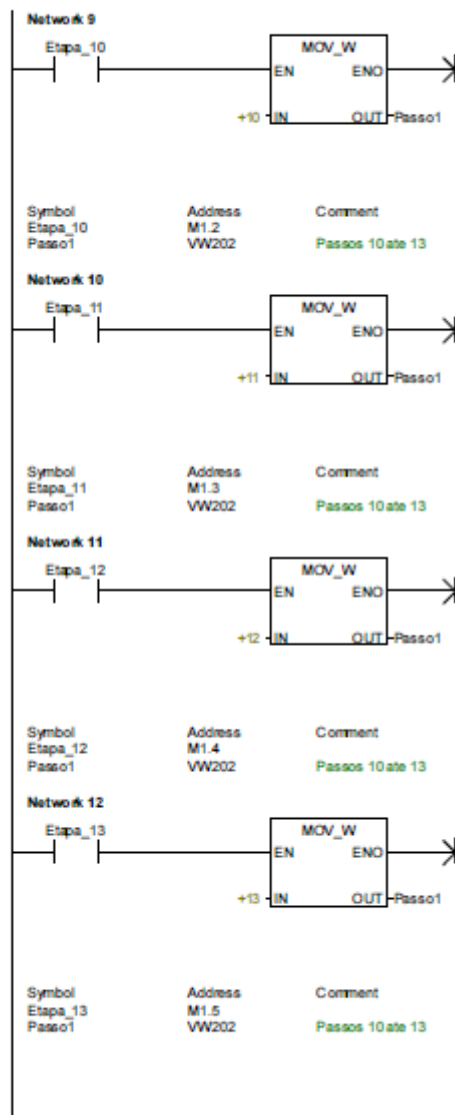 Network 9
Etapa_10
MOV_W
EN ENO
+10 IN OUT Passo1
Symbol Address Comment
Etapa_10 M1.2
Passo1 VW202 Passos 10 ate 13
Network 10
Etapa_11
MOV_W
EN ENO
+11 IN OUT Passo1
Symbol Address Comment
Etapa_11 M1.3
Passo1 VW202 Passos 10 ate 13
Network 11
Etapa_12
MOV_W
EN ENO
+12 IN OUT Passo1
Symbol Address Comment
Etapa_12 M1.4
Passo1 VW202 Passos 10 ate 13
Network 12
Etapa_13
MOV_W
EN ENO
+13 IN OUT Passo1
Symbol Address Comment
Etapa_13 M1.5
Passo1 VW202 Passos 10 ate 13